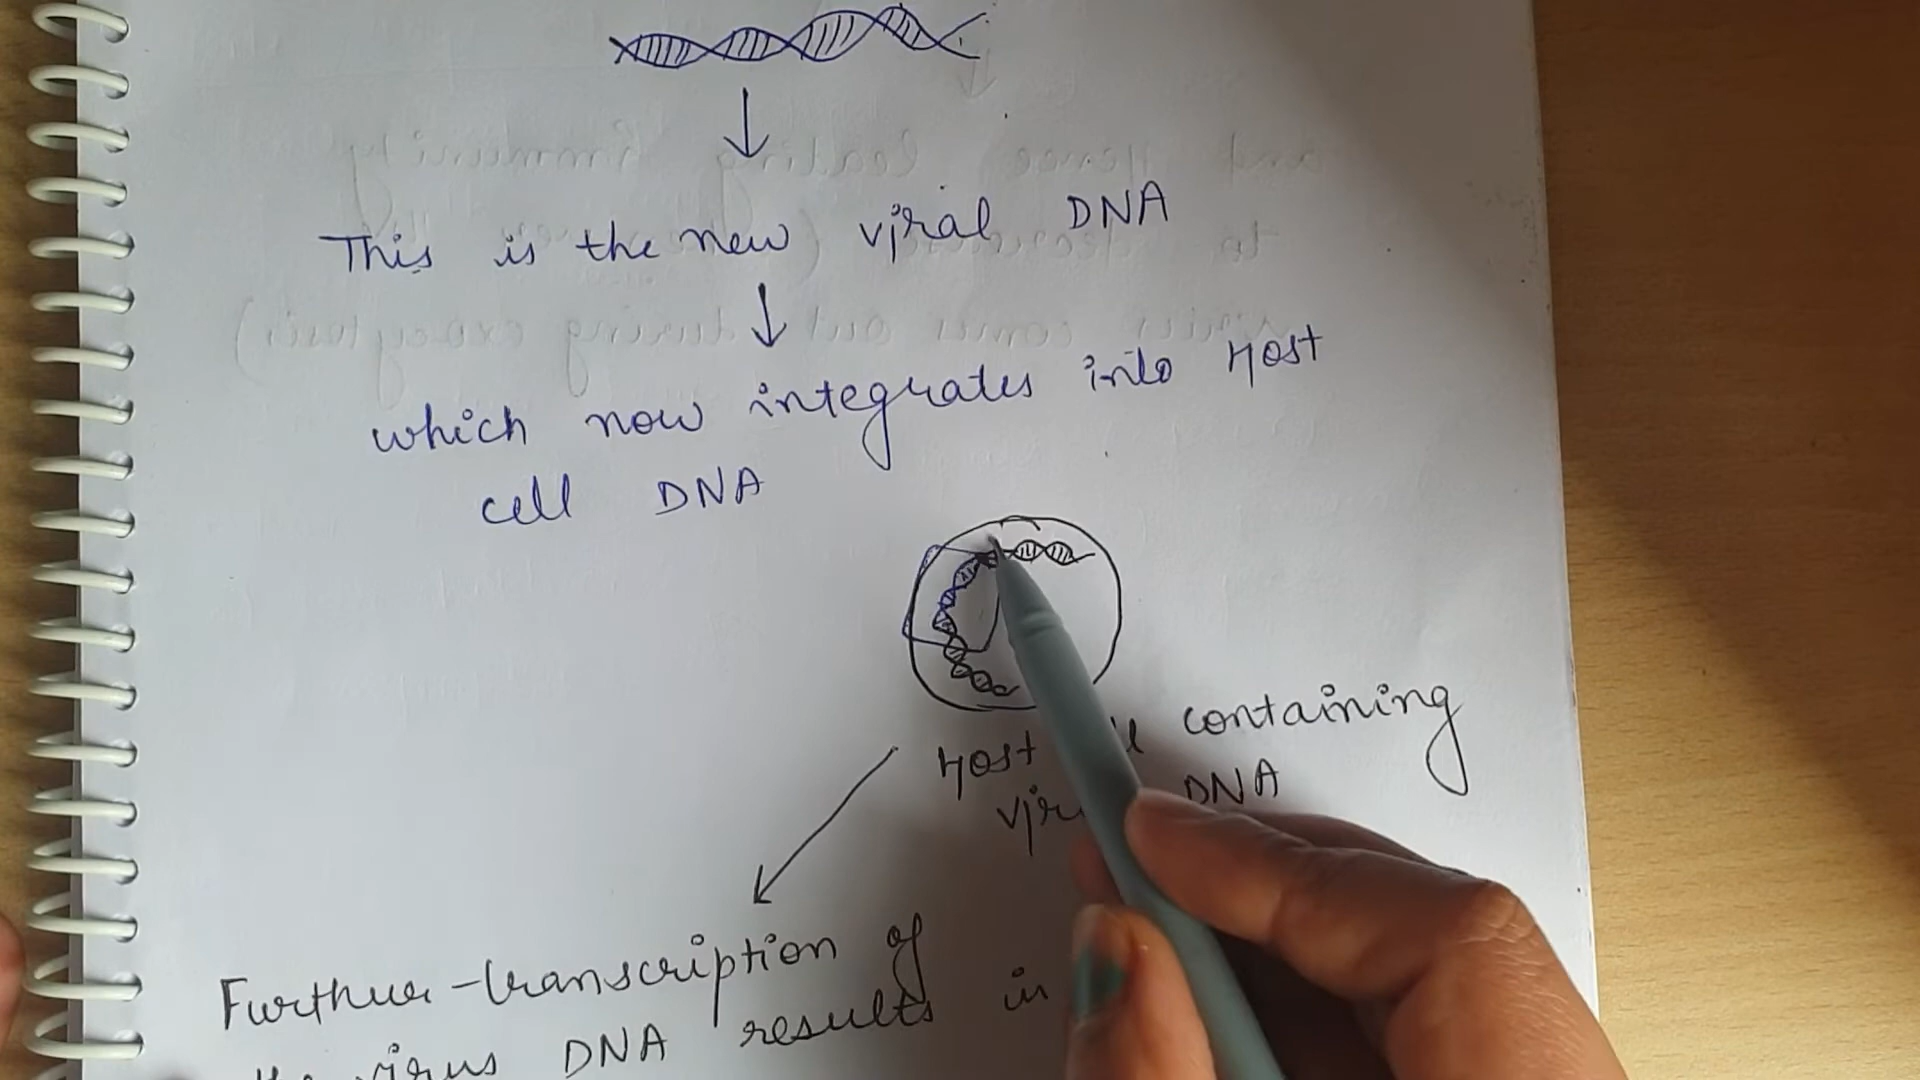 This is the new viral DNA
which now integrates into Host
cell DNA
Host containing
DNA
Further transcription of
virus DNA results in